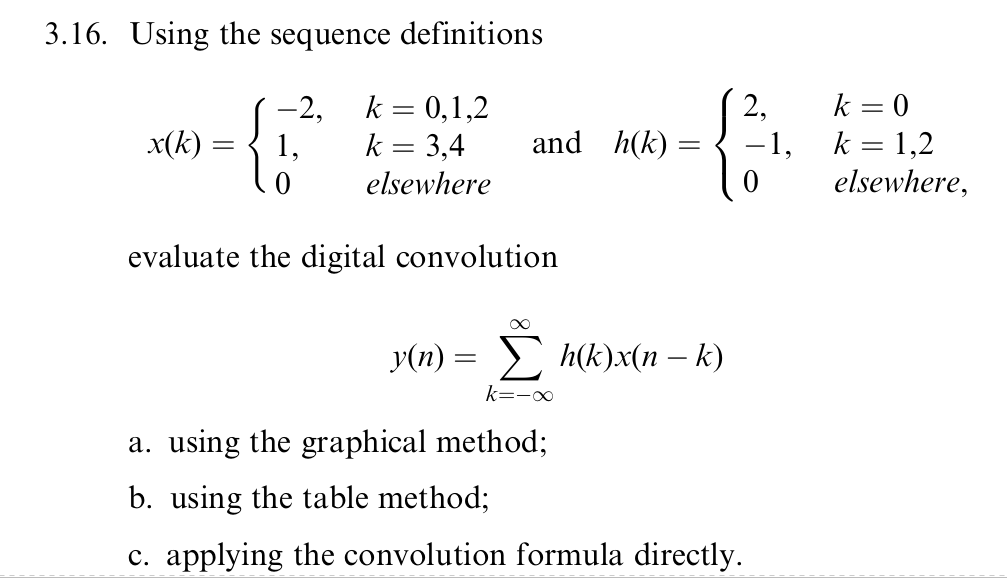 3.16. Using the sequence definitions
x(k) = { −2, k = 0,1,2
1, k = 3,4
0 elsewhere
and h(k) = { 2, k = 0
−1, k = 1,2
0 elsewhere,
evaluate the digital convolution
y(n) = ∑_{k=−∞}^{∞} h(k)x(n − k)
a. using the graphical method;
b. using the table method;
c. applying the convolution formula directly.